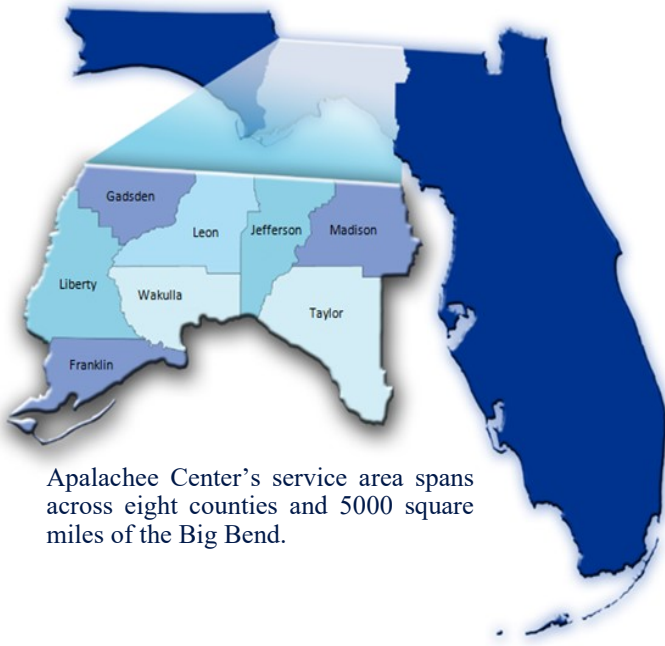 Gadsden
Leon
Jefferson
Madison
Liberty
Wakulla
Taylor
Franklin
Apalachee Center’s service area spans
across eight counties and 5000 square
miles of the Big Bend.